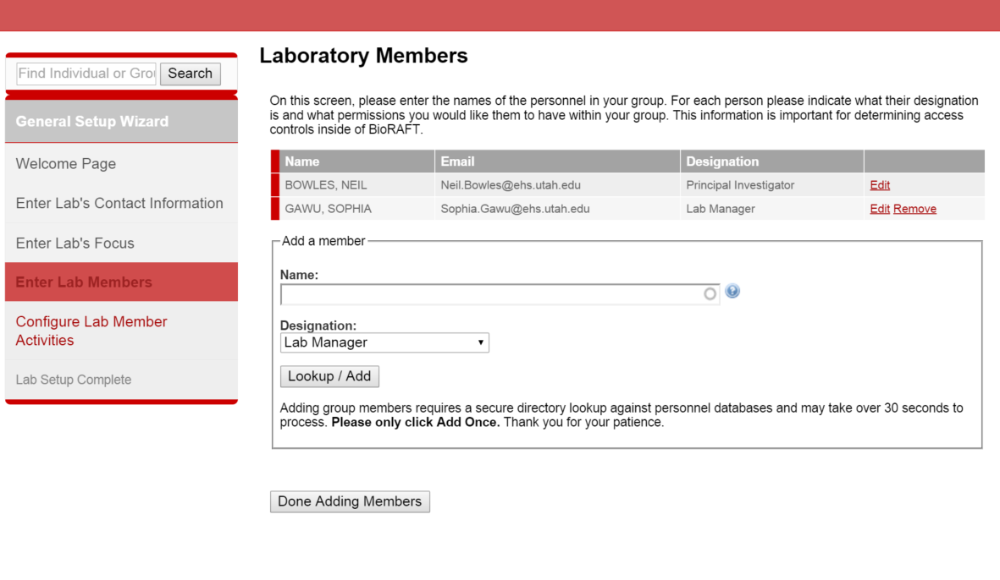 Laboratory Members
Find Individual or Grou Search
General Setup Wizard
Welcome Page
Enter Lab's Contact Information
Enter Lab's Focus
Enter Lab Members
Configure Lab Member
Activities
Lab Setup Complete
On this screen, please enter the names of the personnel in your group. For each person please indicate what their designation
is and what permissions you would like them to have within your group. This information is important for determining access
controls inside of BioRAFT.
Name Email Designation
BOWLES, NEIL Neil.Bowles@ehs.utah.edu Principal Investigator Edit
GAWU, SOPHIA Sophia.Gawu@ehs.utah.edu Lab Manager Edit Remove
Add a member
Name:
Designation:
Lab Manager
Lookup / Add
Adding group members requires a secure directory lookup against personnel databases and may take over 30 seconds to
process. Please only click Add Once. Thank you for your patience.
Done Adding Members